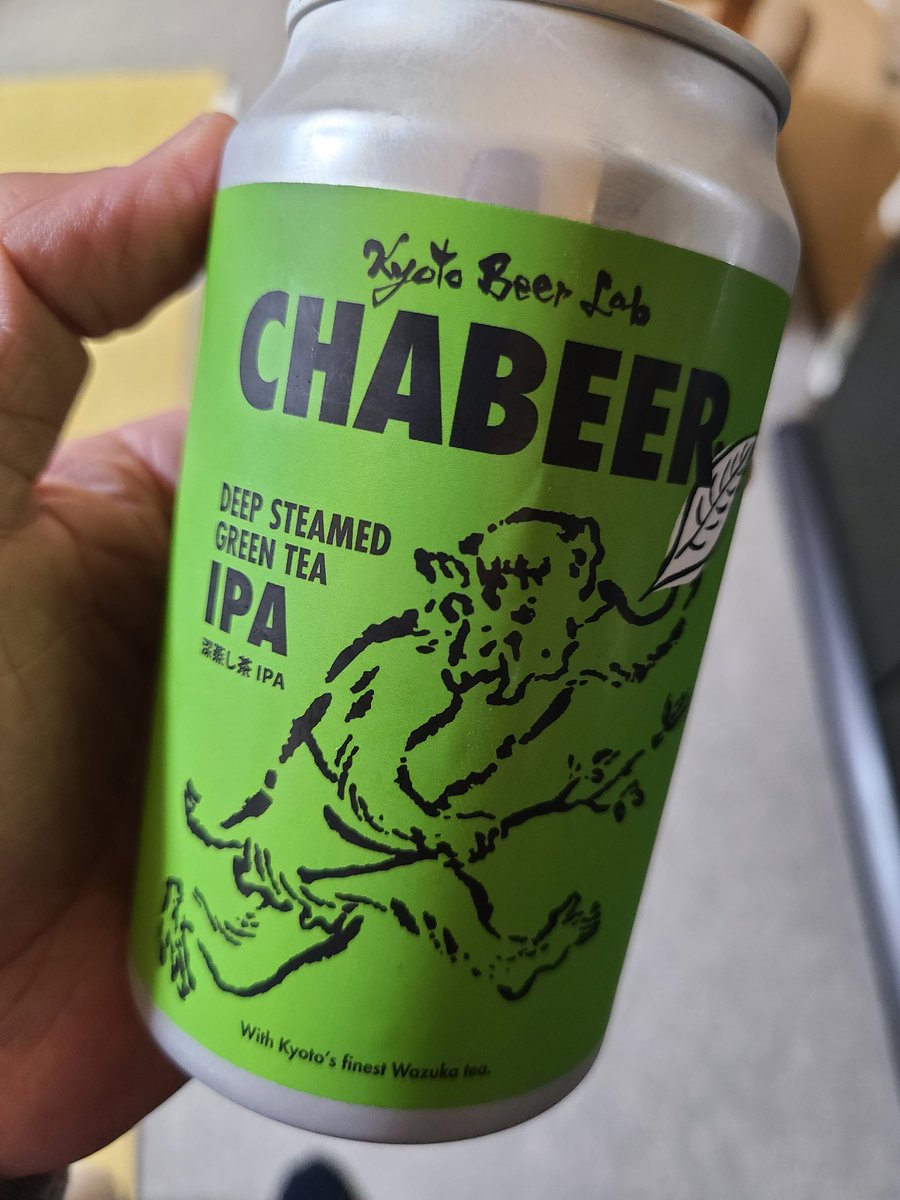 Kyoto Beer Lab
CHABEER
DEEP STEAMED
GREEN TEA
IPA
深蒸し茶 IPA
With Kyoto's finest Wazuka tea.